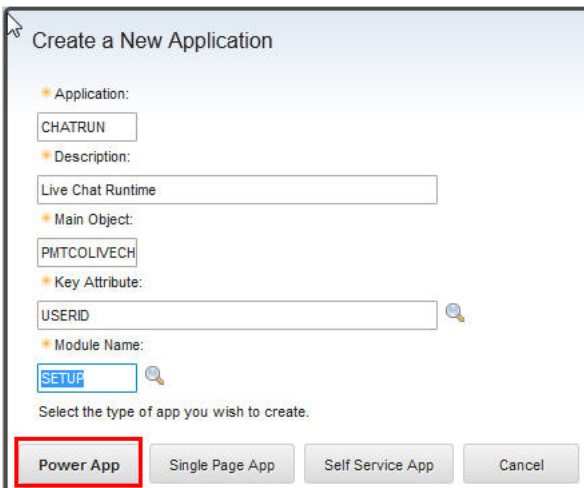 Create a New Application
*Application:
CHATRUN
*Description:
Live Chat Runtime
*Main Object:
PMTCOLIVECH
*Key Attribute:
USERID
*Module Name:
SETUP
Select the type of app you wish to create.
Power App Single Page App Self Service App Cancel